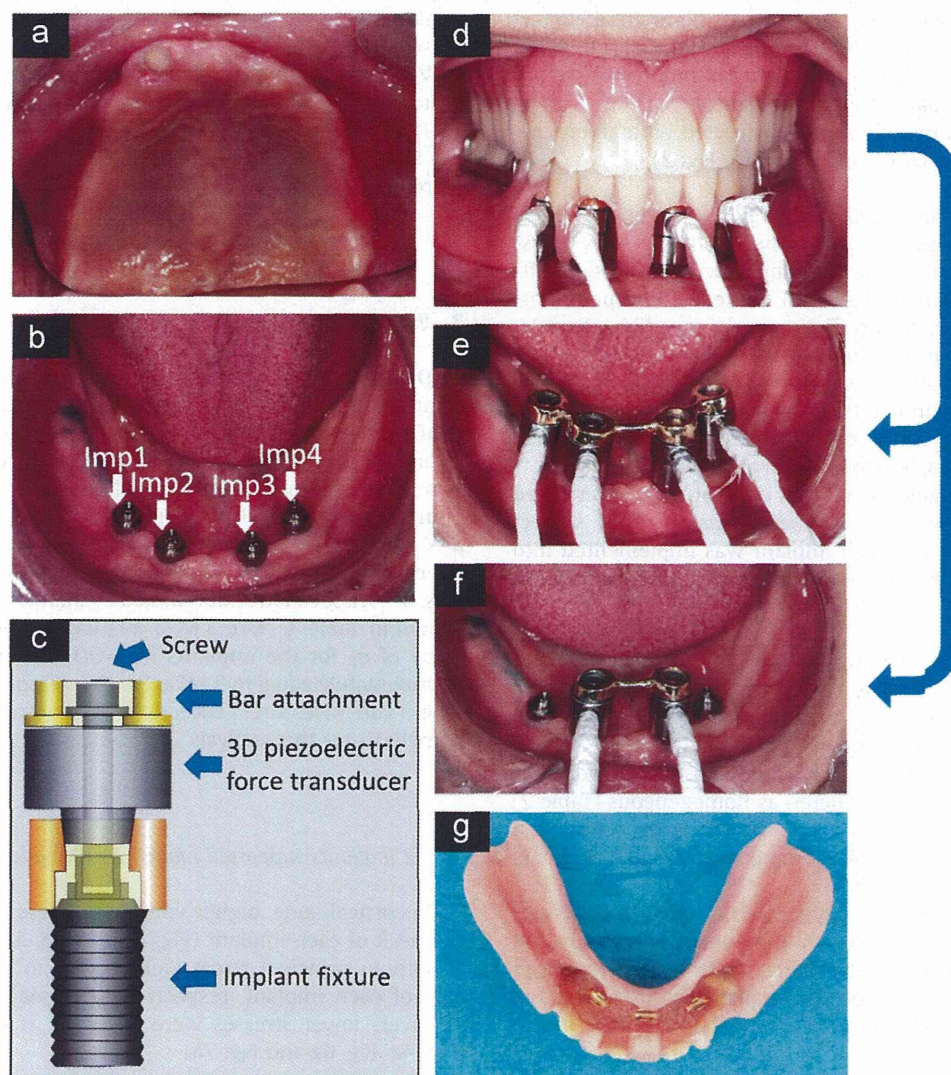 a
b
Imp1
Imp2
Imp3
Imp4
c
Screw
Bar attachment
3D piezoelectric
force transducer
Implant fixture
d
e
f
g